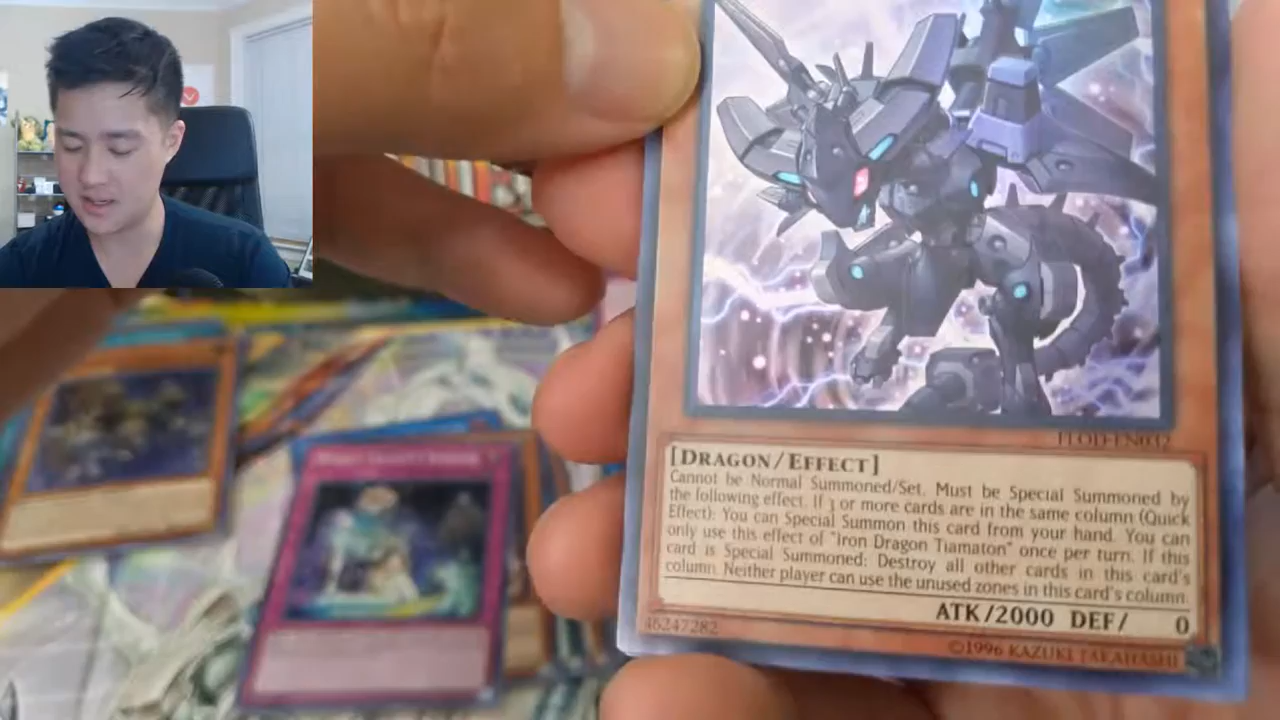 [DRAGON/EFFECT]
Cannot be Normal Summoned/Set. Must be Special Summoned by
the following effect. If 3 or more cards are in the same column (Quick
Effect): You can Special Summon this card from your hand. You can
only use this effect of "Iron Dragon Tiamaton" once per turn. If this
card is Special Summoned: Destroy all other cards in this card's
column. Neither player can use the unused zones in this card's column.
ATK/2000 DEF/ 0
46247282
©1996 KAZUKI TAKAHASHI